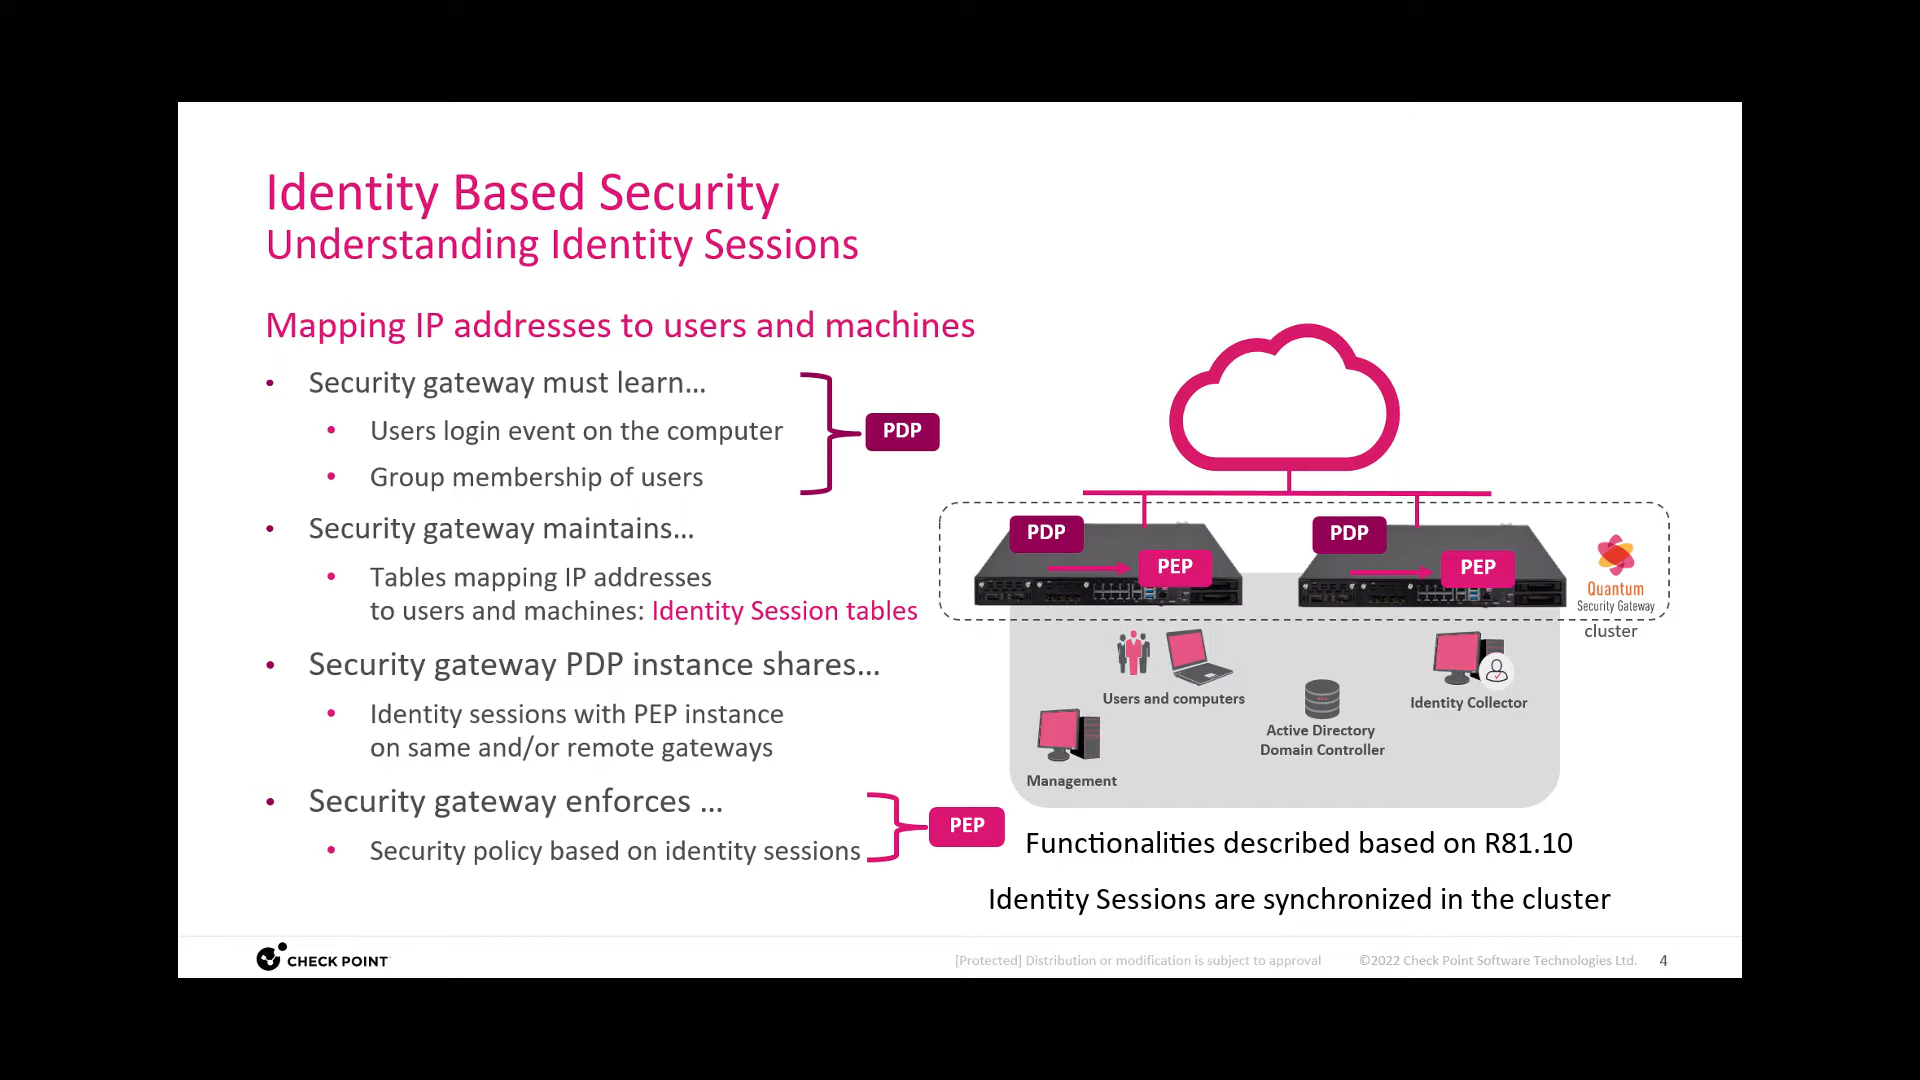 Identity Based Security
Understanding Identity Sessions
Mapping IP addresses to users and machines
• Security gateway must learn…
• Users login event on the computer
• Group membership of users
PDP
• Security gateway maintains…
• Tables mapping IP addresses
to users and machines: Identity Session tables
• Security gateway PDP instance shares…
• Identity sessions with PEP instance
on same and/or remote gateways
• Security gateway enforces …
• Security policy based on identity sessions
PEP
PDP
PEP
PDP
PEP
Quantum
Security Gateway
cluster
Users and computers
Identity Collector
Active Directory
Domain Controller
Management
Functionalities described based on R81.10
Identity Sessions are synchronized in the cluster
CHECK POINT
[Protected] Distribution or modification is subject to approval
©2022 Check Point Software Technologies Ltd.
4